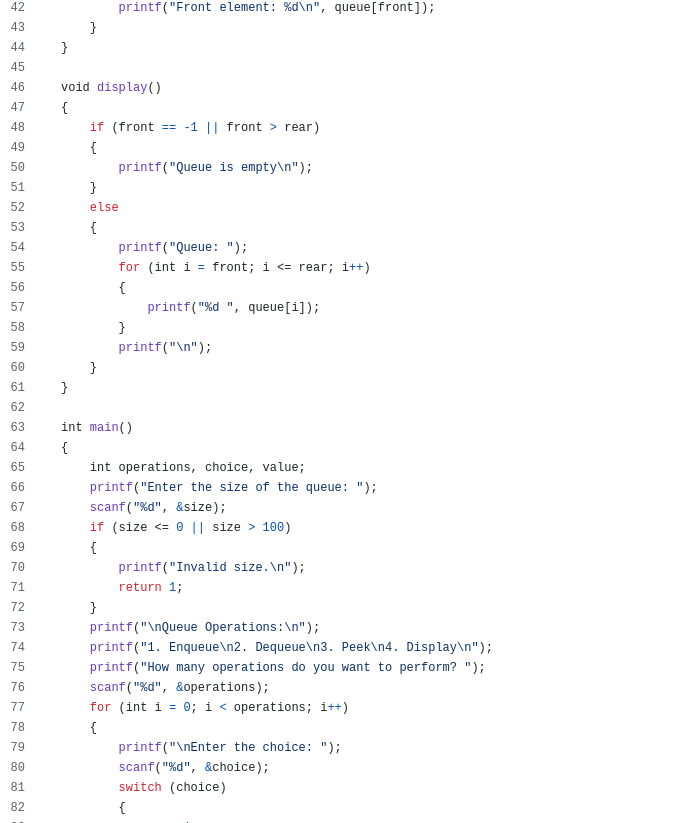 42 printf("Front element: %d\n", queue[front]);
43 }
44 }
45
46 void display()
47 {
48 if (front == -1 || front > rear)
49 {
50 printf("Queue is empty\n");
51 }
52 else
53 {
54 printf("Queue: ");
55 for (int i = front; i <= rear; i++)
56 {
57 printf("%d ", queue[i]);
58 }
59 printf("\n");
60 }
61 }
62
63 int main()
64 {
65 int operations, choice, value;
66 printf("Enter the size of the queue: ");
67 scanf("%d", &size);
68 if (size <= 0 || size > 100)
69 {
70 printf("Invalid size.\n");
71 return 1;
72 }
73 printf("\nQueue Operations:\n");
74 printf("1. Enqueue\n2. Dequeue\n3. Peek\n4. Display\n");
75 printf("How many operations do you want to perform? ");
76 scanf("%d", &operations);
77 for (int i = 0; i < operations; i++)
78 {
79 printf("\nEnter the choice: ");
80 scanf("%d", &choice);
81 switch (choice)
82 {